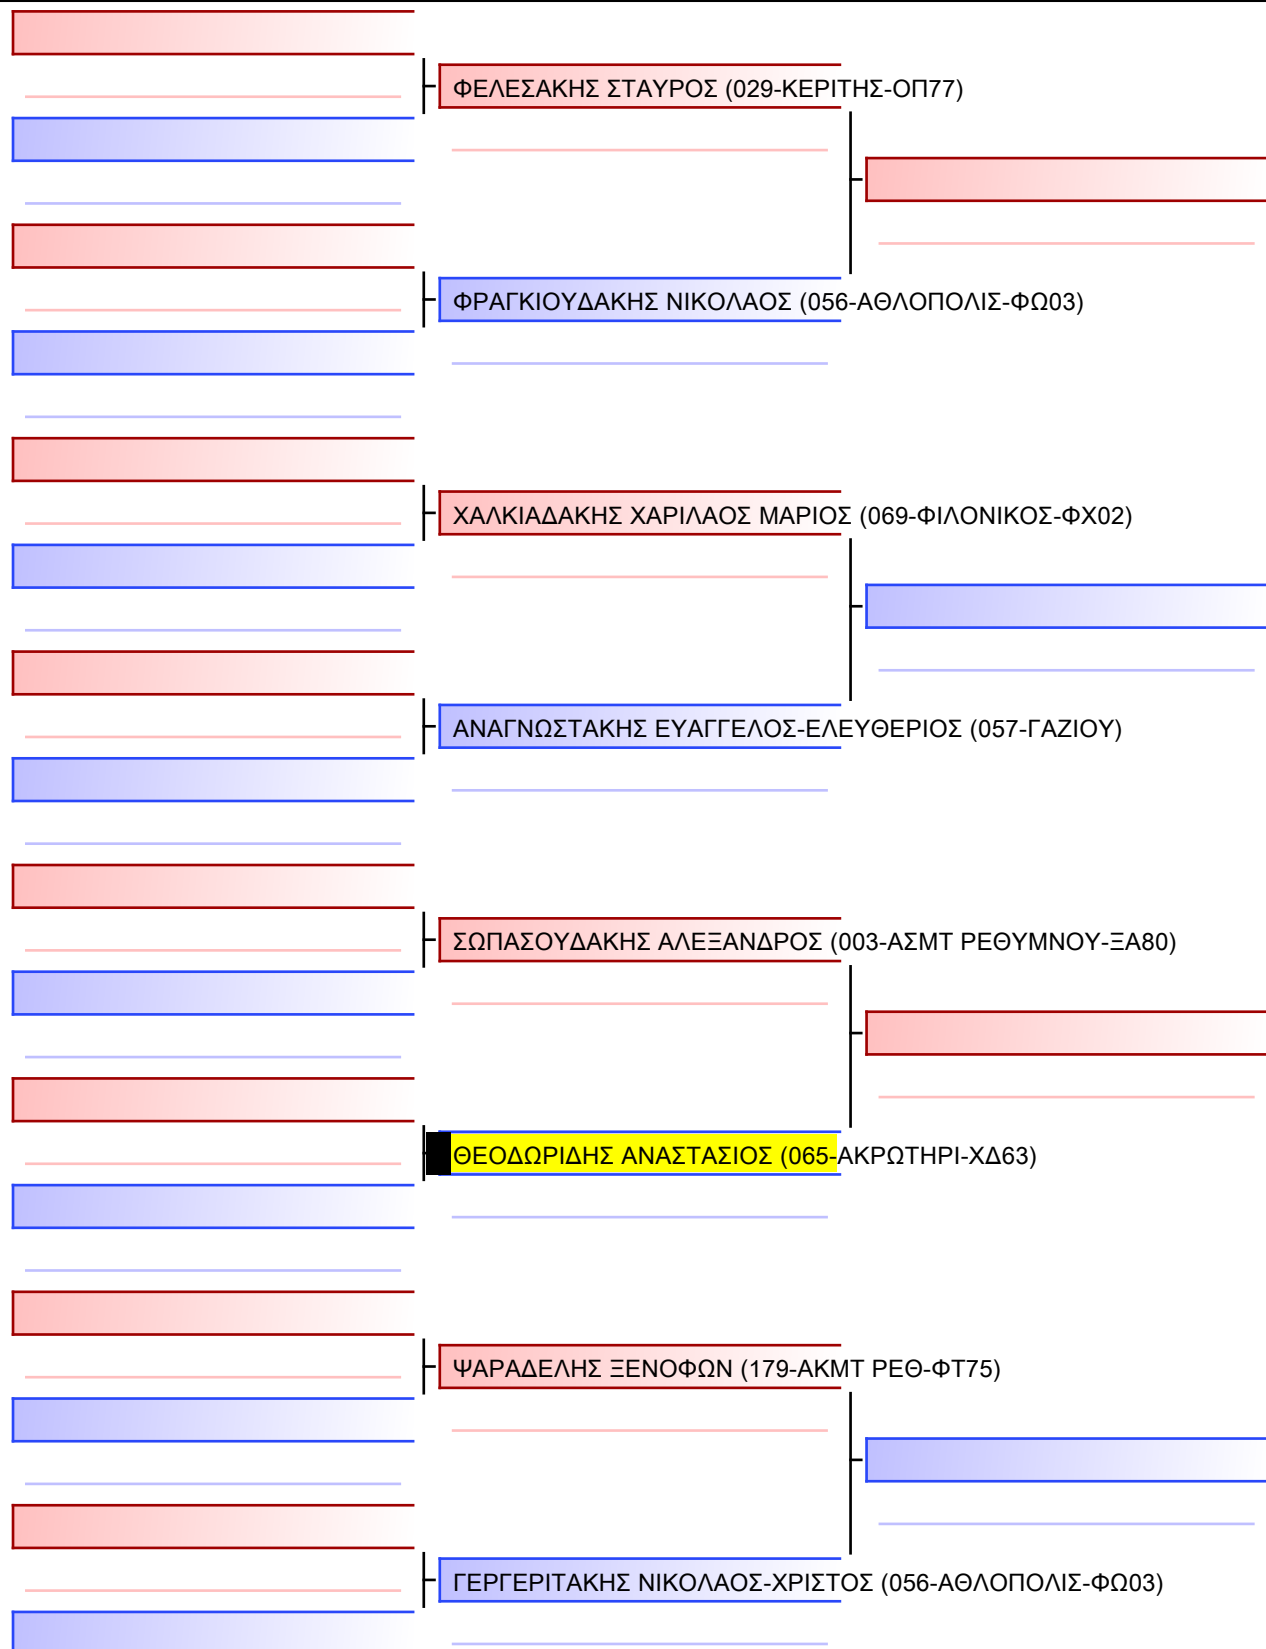 ΦΕΛΕΣΑΚΗΣ ΣΤΑΥΡΟΣ (029-ΚΕΡΙΤΗΣ-ΟΠ77)
ΦΡΑΓΚΙΟΥΔΑΚΗΣ ΝΙΚΟΛΑΟΣ (056-ΑΘΛΟΠΟΛΙΣ-ΦΩ03)
ΧΑΛΚΙΑΔΑΚΗΣ ΧΑΡΙΛΑΟΣ ΜΑΡΙΟΣ (069-ΦΙΛΟΝΙΚΟΣ-ΦΧ02)
ΑΝΑΓΝΩΣΤΑΚΗΣ ΕΥΑΓΓΕΛΟΣ-ΕΛΕΥΘΕΡΙΟΣ (057-ΓΑΖΙΟΥ)
ΣΩΠΑΣΟΥΔΑΚΗΣ ΑΛΕΞΑΝΔΡΟΣ (003-ΑΣΜΤ ΡΕΘΥΜΝΟΥ-ΞΑ80)
ΘΕΟΔΩΡΙΔΗΣ ΑΝΑΣΤΑΣΙΟΣ (065-ΑΚΡΩΤΗΡΙ-ΧΔ63)
ΨΑΡΑΔΕΛΗΣ ΞΕΝΟΦΩΝ (179-ΑΚΜΤ ΡΕΘ-ΦΤ75)
ΓΕΡΓΕΡΙΤΑΚΗΣ ΝΙΚΟΛΑΟΣ-ΧΡΙΣΤΟΣ (056-ΑΘΛΟΠΟΛΙΣ-ΦΩ03)